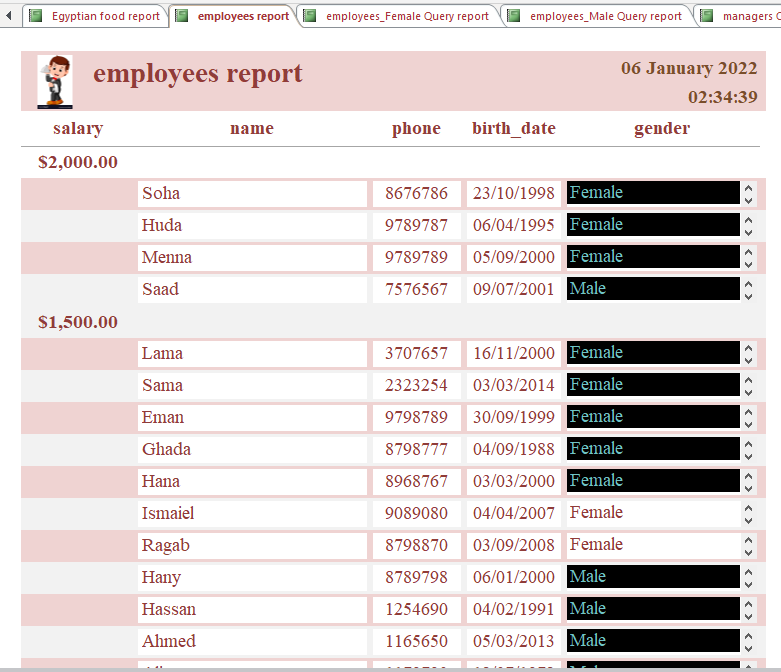 Egyptian food report
employees report
employees_Female Query report
employees_Male Query report
managers
employees report
06 January 2022
02:34:39
salary name phone birth_date gender
$2,000.00
Soha 8676786 23/10/1998 Female
Huda 9789787 06/04/1995 Female
Menna 9789789 05/09/2000 Female
Saad 7576567 09/07/2001 Male
$1,500.00
Lama 3707657 16/11/2000 Female
Sama 2323254 03/03/2014 Female
Eman 9798789 30/09/1999 Female
Ghada 8798777 04/09/1988 Female
Hana 8968767 03/03/2000 Female
Ismaiel 9089080 04/04/2007 Female
Ragab 8798870 03/09/2008 Female
Hany 8789798 06/01/2000 Male
Hassan 1254690 04/02/1991 Male
Ahmed 1165650 05/03/2013 Male